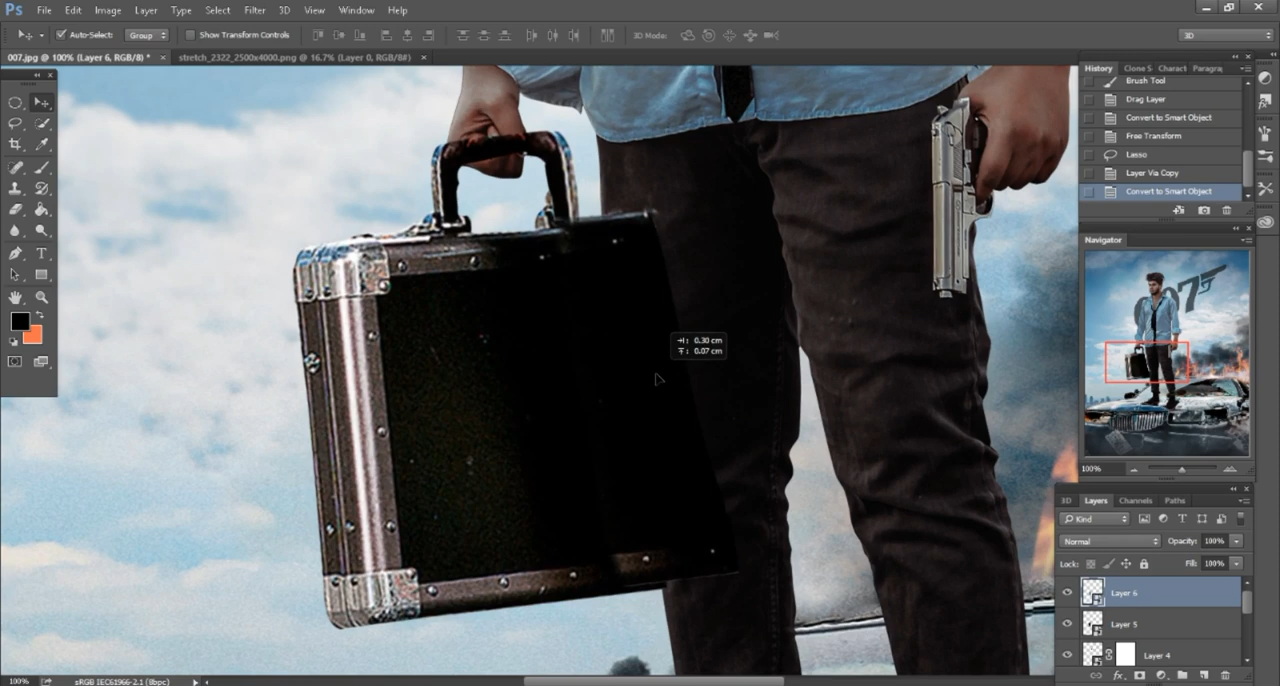 Ps File Edit Image Layer Type Select Filter 3D View Window Help
Auto-Select: Group Show Transform Controls 3D Mode: 3D
007.jpg @ 100% (Layer 6, RGB/8) * × stretch_2322_2500x4000.png @ 16.7% (Layer 0, RGB/8#) ×
History Clone S Charact Paragra
Brush Tool
Drag Layer
Convert to Smart Object
Free Transform
Lasso
Layer Via Copy
Convert to Smart Object
Navigator
007
100%
0.30 cm
0.07 cm
3D Layers Channels Paths
Kind
Normal Opacity: 100%
Lock: Fill: 100%
Layer 6
Layer 5
Layer 4
100% sRGB IEC61966-2.1 (8bpc)